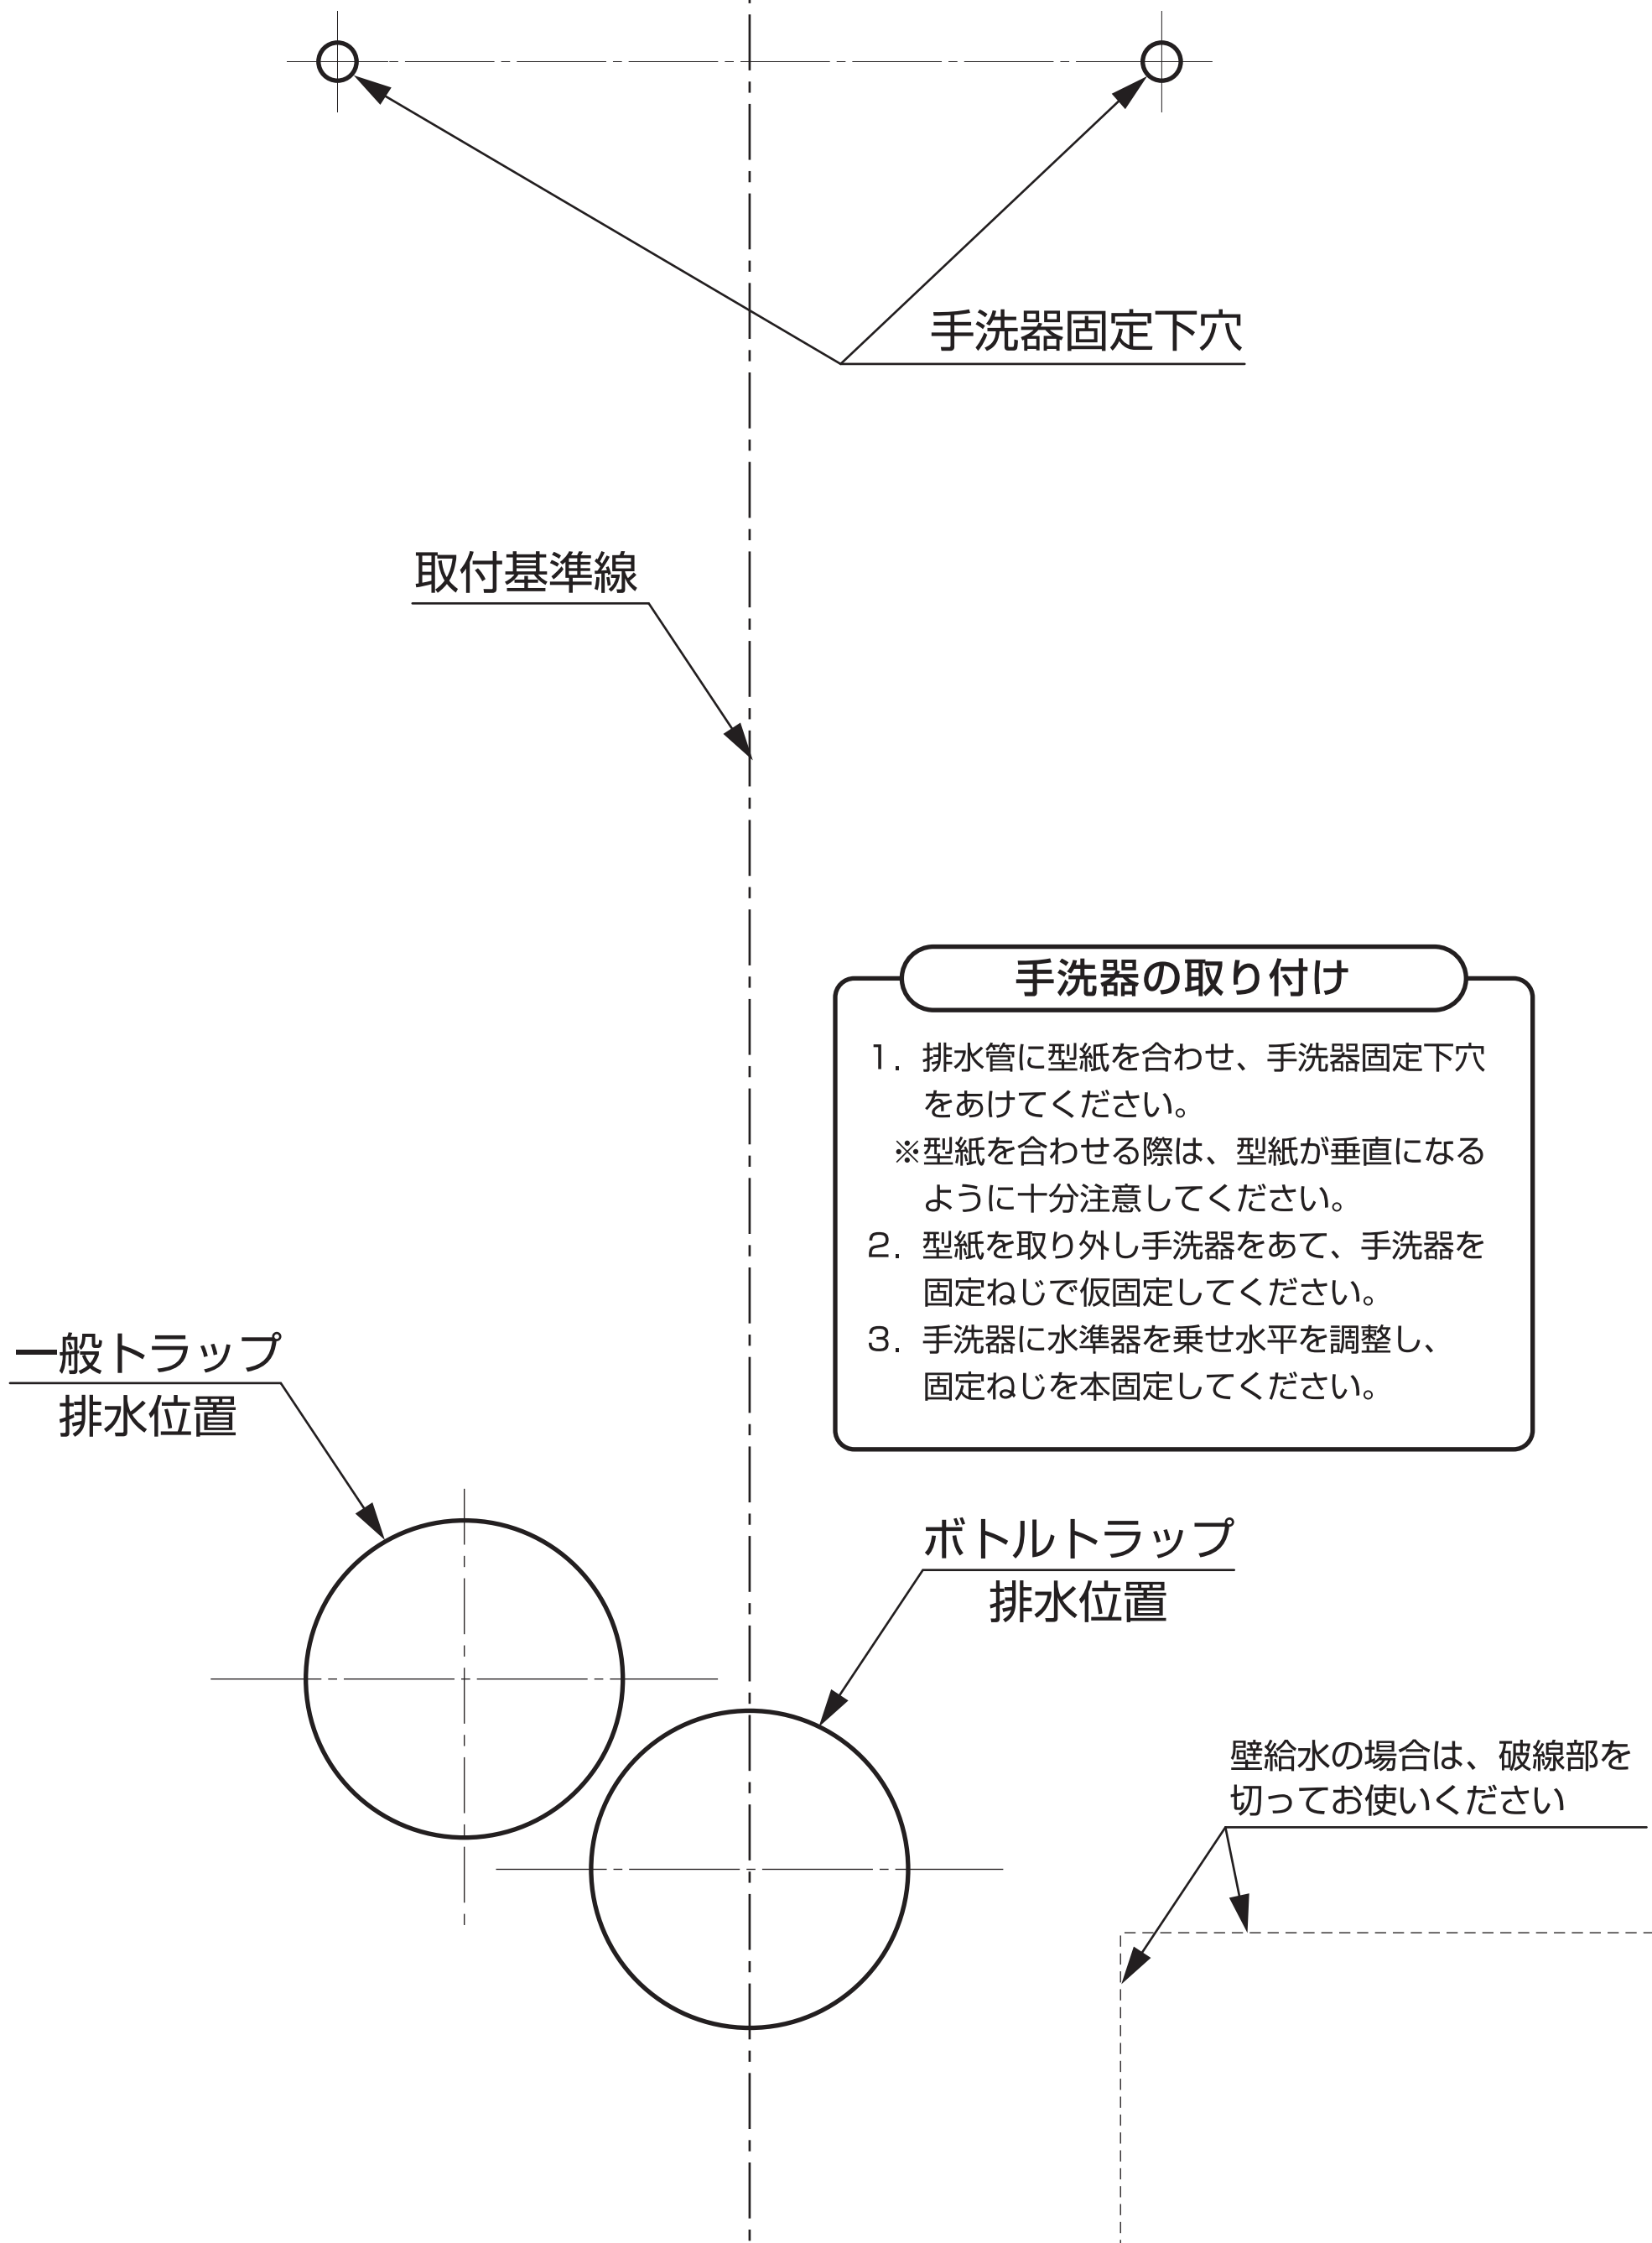 手洗器固定下穴
取付基準線
手洗器の取り付け
1. 排水管に型紙を合わせ、手洗器固定下穴
をあけてください。
※型紙を合わせる際は、型紙が垂直になる
ように十分注意してください。
2. 型紙を取り外し手洗器をあて、手洗器を
固定ねじで仮固定してください。
3. 手洗器に水準器を乗せ水平を調整し、
固定ねじを本固定してください。
一般トラップ
排水位置
ボトルトラップ
排水位置
壁給水の場合は、破線部を
切ってお使いください